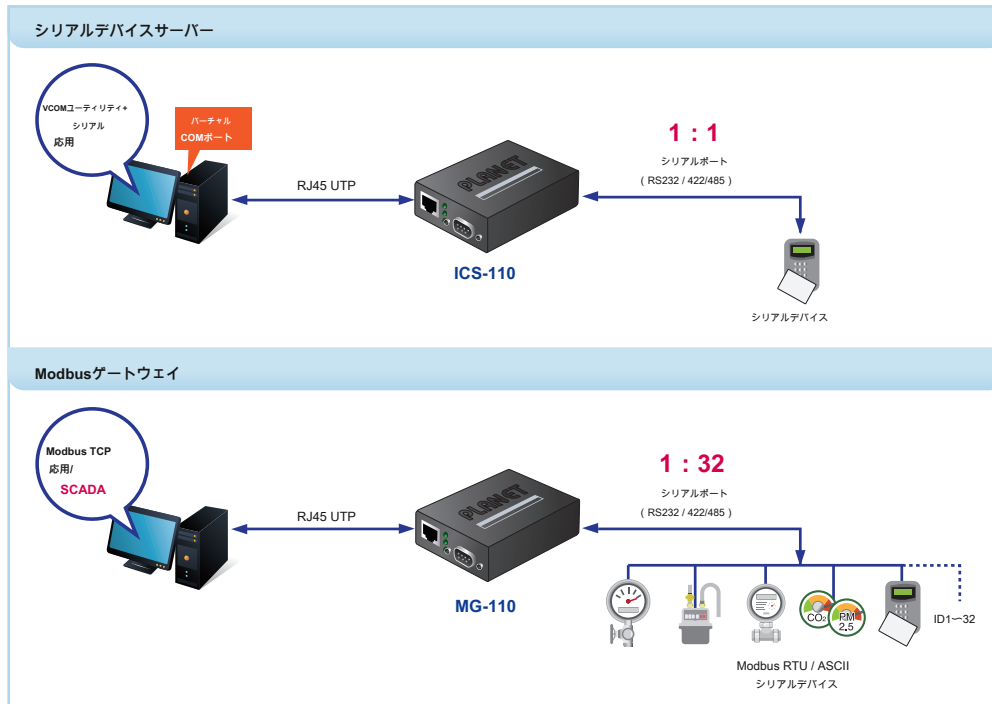 シリアルデバイスサーバー
VCOMユーティリティ+
シリアル
応用
バーチャル
COMポート
RJ45 UTP
PLANET
ICS-110
1：1
シリアルポート
（ RS232 / 422/485 ）
シリアルデバイス
Modbusゲートウェイ
Modbus TCP
応用/
SCADA
RJ45 UTP
PLANET
MG-110
1：32
シリアルポート
（ RS232 / 422/485 ）
CO₂
PM
2.5
ID1～32
Modbus RTU / ASCII
シリアルデバイス